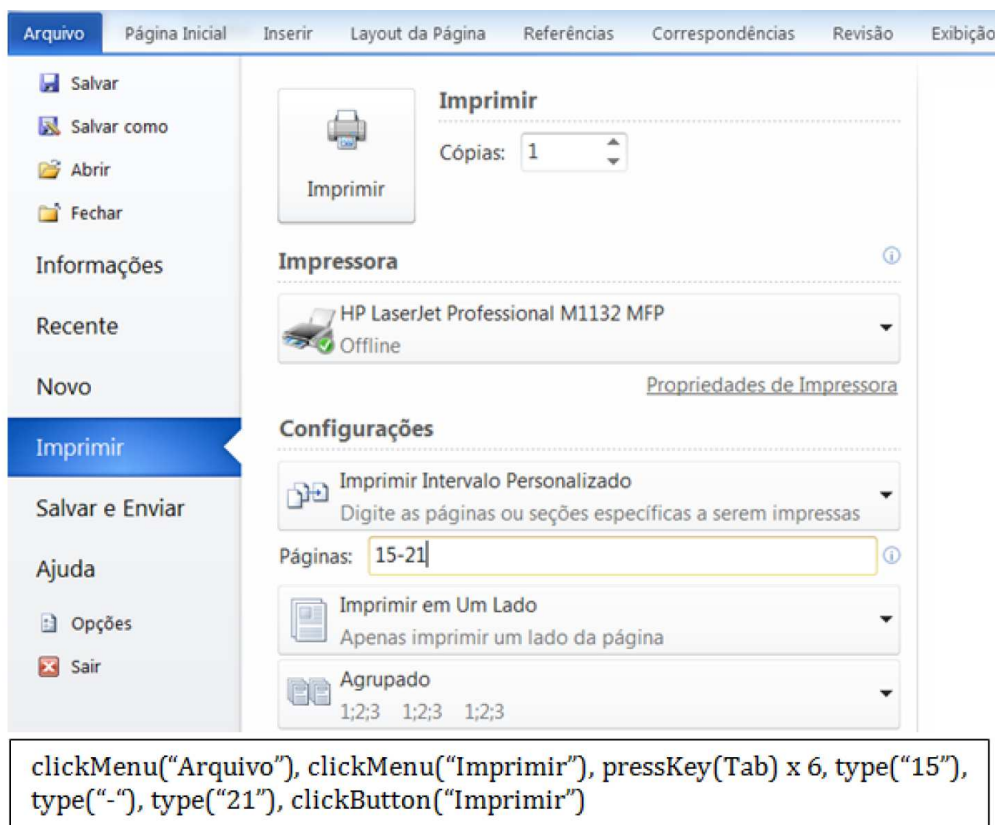 Arquivo Página Inicial Inserir Layout da Página Referências Correspondências Revisão Exibição
Salvar
Salvar como
Abrir
Fechar
Informações
Recente
Novo
Imprimir
Salvar e Enviar
Ajuda
Opções
Sair
Imprimir
Imprimir
Cópias: 1
Impressora
HP LaserJet Professional M1132 MFP
Offline
Propriedades de Impressora
Configurações
Imprimir Intervalo Personalizado
Digite as páginas ou seções específicas a serem impressas
Páginas: 15-21
Imprimir em Um Lado
Apenas imprimir um lado da página
Agrupado
1;2;3 1;2;3 1;2;3
clickMenu(“Arquivo”), clickMenu(“Imprimir”), pressKey(Tab) x 6, type(“15”),
type(“-“), type(“21”), clickButton(“Imprimir”)